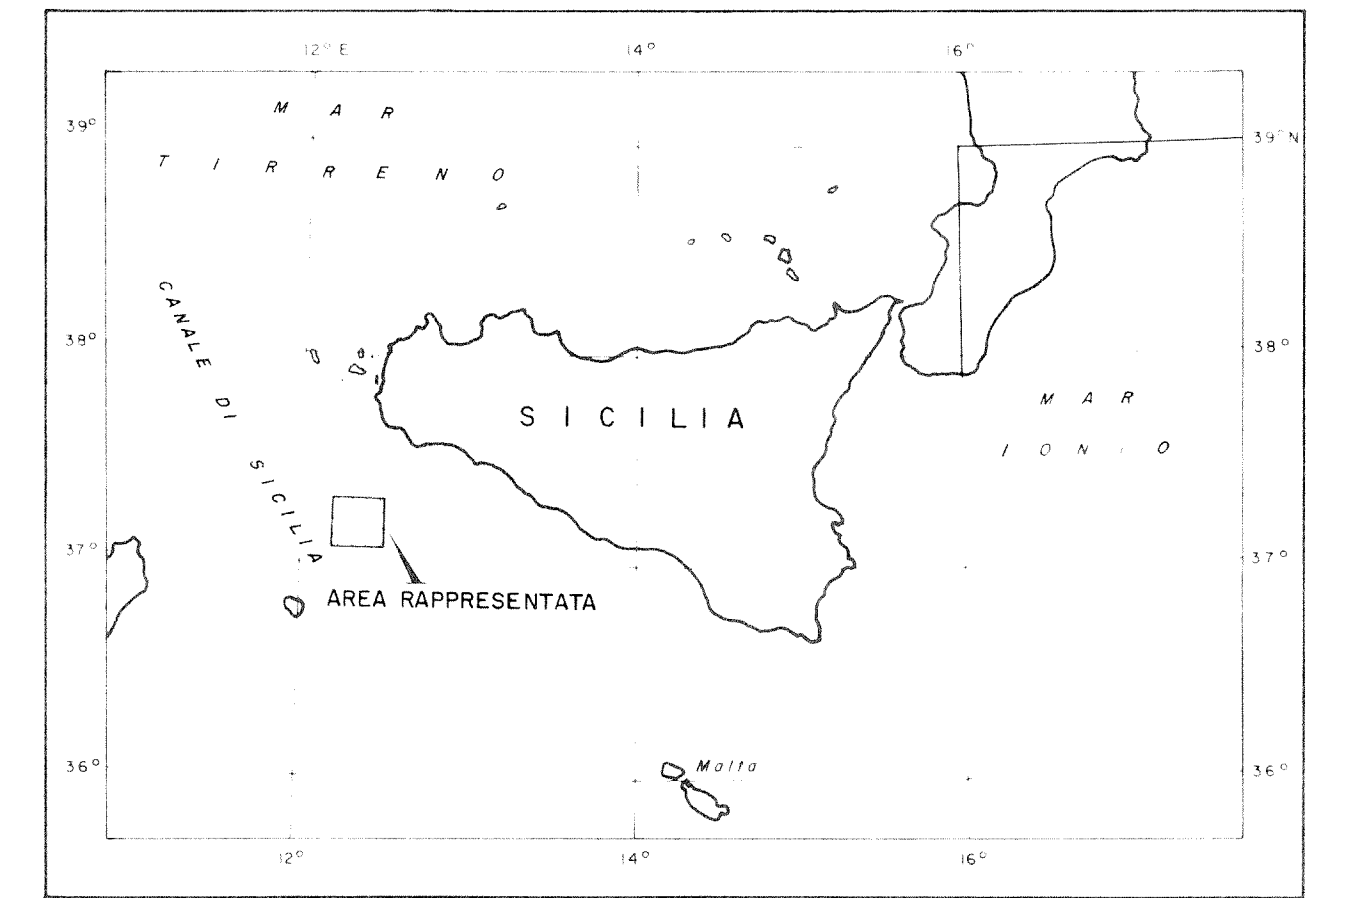 12° E 14° 16°
M A R
39°
39° N
T I R R E N O
CANALE DI SICILIA
38°
38°
M A R
S I C I L I A
I O N I O
37°
37°
AREA RAPPRESENTATA
36°
Malta
36°
12° 14° 16°